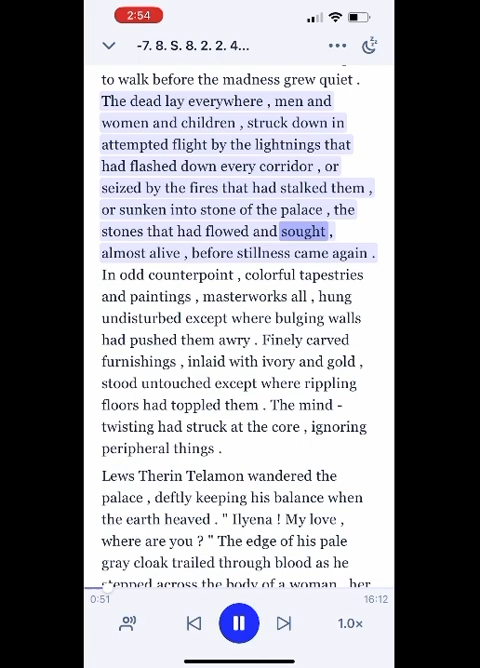 2:54
-7. 8. S. 8. 2. 2. 4...
to walk before the madness grew quiet .
The dead lay everywhere , men and
women and children , struck down in
attempted flight by the lightnings that
had flashed down every corridor , or
seized by the fires that had stalked them ,
or sunken into stone of the palace , the
stones that had flowed and sought ,
almost alive , before stillness came again .
In odd counterpoint , colorful tapestries
and paintings , masterworks all , hung
undisturbed except where bulging walls
had pushed them awry . Finely carved
furnishings , inlaid with ivory and gold ,
stood untouched except where rippling
floors had toppled them . The mind -
twisting had struck at the core , ignoring
peripheral things .
Lews Therin Telamon wandered the
palace , deftly keeping his balance when
the earth heaved . " Ilyena ! My love ,
where are you ? " The edge of his pale
gray cloak trailed through blood as he
stepped across the body of a woman , her
0:51
16:12
1.0×